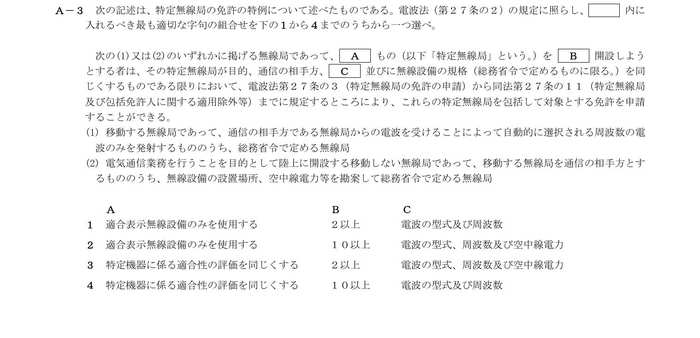 A－3 次の記述は、特定無線局の免許の特例について述べたものである。電波法（第２７条の２）の規定に照らし、 内に
入れるべき最も適切な字句の組合せを下の１から４までのうちから一つ選べ。
次の(1)又は(2)のいずれかに掲げる無線局であって、 A もの（以下「特定無線局」という。）を B 開設しよう
とする者は、その特定無線局が目的、通信の相手方、 C 並びに無線設備の規格（総務省令で定めるものに限る。）を同
じくするものである限りにおいて、電波法第２７条の３（特定無線局の免許の申請）から同法第２７条の１１（特定無線局
及び包括免許人に関する適用除外等）までに規定するところにより、これらの特定無線局を包括して対象とする免許を申請
することができる。
(1) 移動する無線局であって、通信の相手方である無線局からの電波を受けることによって自動的に選択される周波数の電
波のみを発射するもののうち、総務省令で定める無線局
(2) 電気通信業務を行うことを目的として陸上に開設する移動しない無線局であって、移動する無線局を通信の相手方とす
るもののうち、無線設備の設置場所、空中線電力等を勘案して総務省令で定める無線局
A B C
1 適合表示無線設備のみを使用する ２以上 電波の型式及び周波数
2 適合表示無線設備のみを使用する １０以上 電波の型式、周波数及び空中線電力
3 特定機器に係る適合性の評価を同じくする ２以上 電波の型式、周波数及び空中線電力
4 特定機器に係る適合性の評価を同じくする １０以上 電波の型式及び周波数